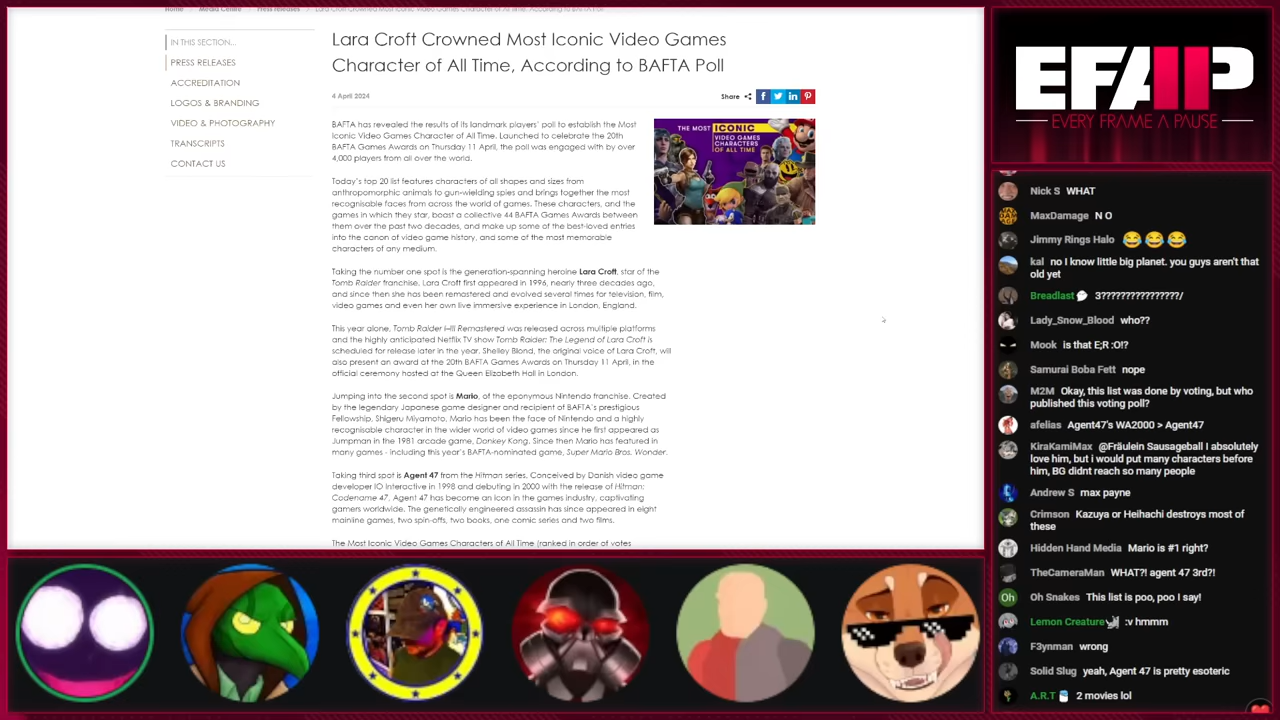 Home › Media Centre › Press releases › Lara Croft Crowned Most Iconic Video Games Character of All Time, According to BAFTA Poll
IN THIS SECTION...
PRESS RELEASES
ACCREDITATION
LOGOS & BRANDING
VIDEO & PHOTOGRAPHY
TRANSCRIPTS
CONTACT US
Lara Croft Crowned Most Iconic Video Games
Character of All Time, According to BAFTA Poll
4 April 2024
Share
BAFTA has revealed the results of its landmark players' poll to establish the Most
Iconic Video Games Character of All Time. Launched to celebrate the 20th
BAFTA Games Awards on Thursday 11 April, the poll was engaged with by over
4,000 players from all over the world.
THE MOST ICONIC
VIDEO GAMES
CHARACTERS
OF ALL TIME
Today's top 20 list features characters of all shapes and sizes from
anthropomorphic animals to gun-wielding spies and brings together the most
recognisable faces from across the world of games. These characters, and the
games in which they star, boast a collective 44 BAFTA Games Awards between
them over the past two decades, and make up some of the best-loved entries
into the canon of video game history, and some of the most memorable
characters of any medium.
Taking the number one spot is the generation-spanning heroine Lara Croft, star of the
Tomb Raider franchise. Lara Croft first appeared in 1996, nearly three decades ago,
and since then she has been remastered and evolved several times for television, film,
video games and even her own live immersive experience in London, England.
This year alone, Tomb Raider I-III Remastered was released across multiple platforms
and the highly anticipated Netflix TV show Tomb Raider: The Legend of Lara Croft is
scheduled for release later in the year. Shelley Blond, the original voice of Lara Croft, will
also present an award at the 20th BAFTA Games Awards on Thursday 11 April, in the
official ceremony hosted at the Queen Elizabeth Hall in London.
Jumping into the second spot is Mario, of the eponymous Nintendo franchise. Created
by the legendary Japanese game designer and recipient of BAFTA's prestigious
Fellowship, Shigeru Miyamoto, Mario has been the face of Nintendo and a highly
recognisable character in the wider world of video games since he first appeared as
Jumpman in the 1981 arcade game, Donkey Kong. Since then Mario has featured in
many games - including this year's BAFTA-nominated game, Super Mario Bros. Wonder.
Taking third spot is Agent 47 from the Hitman series. Conceived by Danish video game
developer IO Interactive in 1998 and debuting in 2000 with the release of Hitman:
Codename 47, Agent 47 has become an icon in the games industry, captivating
gamers worldwide. The genetically engineered assassin has since appeared in eight
mainline games, two spin-offs, two books, one comic series and two films.
The Most Iconic Video Games Characters of All Time (ranked in order of votes
EFAP
EVERY FRAME A PAUSE
Nick S WHAT
MaxDamage N O
Jimmy Rings Halo 😂😂😂
kal no I know little big planet. you guys aren't that
old yet
Breadlast 3????????????????/
Lady_Snow_Blood who??
Mook is that E;R :O!?
Samurai Boba Fett nope
M2M Okay, this list was done by voting, but who
published this voting poll?
afelias Agent47's WA2000 > Agent47
KiraKamiMax @Fräulein Sausageball I absolutely
love him, but i would put many characters before
him, BG didnt reach so many people
Andrew S max payne
Crimson Kazuya or Heihachi destroys most of
these
Hidden Hand Media Mario is #1 right?
TheCameraMan WHAT?! agent 47 3rd?!
Oh Oh Snakes This list is poo, poo I say!
Lemon Creature :v hmmm
F3ynman wrong
Solid Slug yeah, Agent 47 is pretty esoteric
A.R.T 2 movies lol